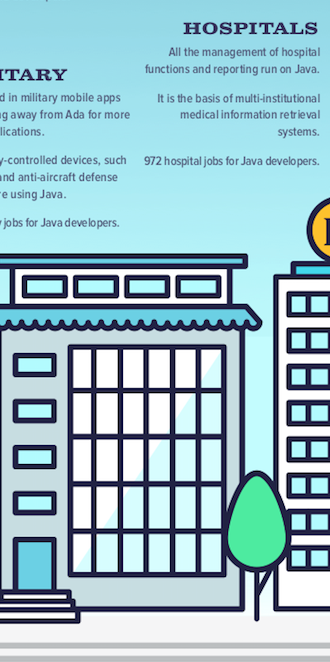 HOSPITALS
All the management of hospital
functions and reporting run on Java.
It is the basis of multi-institutional
medical information retrieval
systems.
972 hospital jobs for Java developers.
ITARY
d in military mobile apps
g away from Ada for more
lications.
y-controlled devices, such
and anti-aircraft defense
re using Java.
jobs for Java developers.